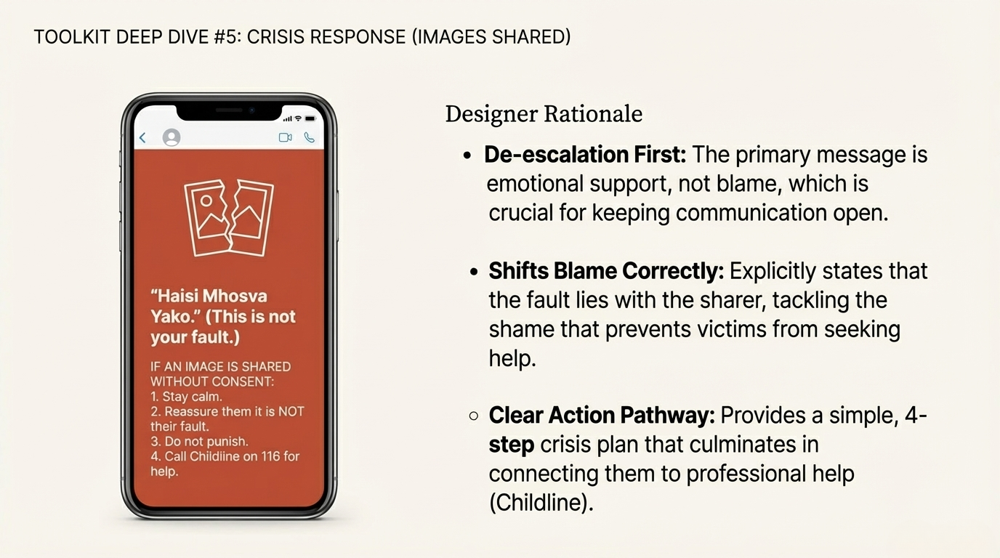 TOOLKIT DEEP DIVE #5: CRISIS RESPONSE (IMAGES SHARED)
“Haisi Mhosva
Yako.” (This is not
your fault.)
IF AN IMAGE IS SHARED
WITHOUT CONSENT:
1. Stay calm.
2. Reassure them it is NOT
their fault.
3. Do not punish.
4. Call Chidiine on 116 for
help.
Designer Rationale
• De-escalation First: The primary message is
emotional support, not blame, which is
crucial for keeping communication open.
• Shifts Blame Correctly: Explicitly states that
the fault lies with the sharer, tackling the
shame that prevents victims from seeking
help.
○ Clear Action Pathway: Provides a simple, 4-
step crisis plan that culminates in
connecting them to professional help
(Childline).